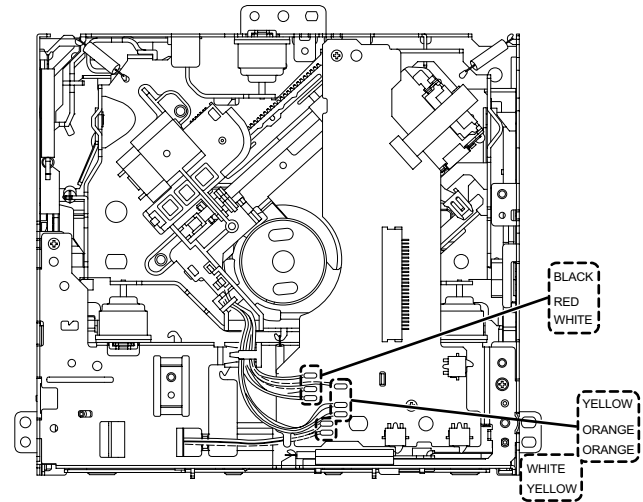 BLACK
RED
WHITE
YELLOW
ORANGE
ORANGE
WHITE
YELLOW